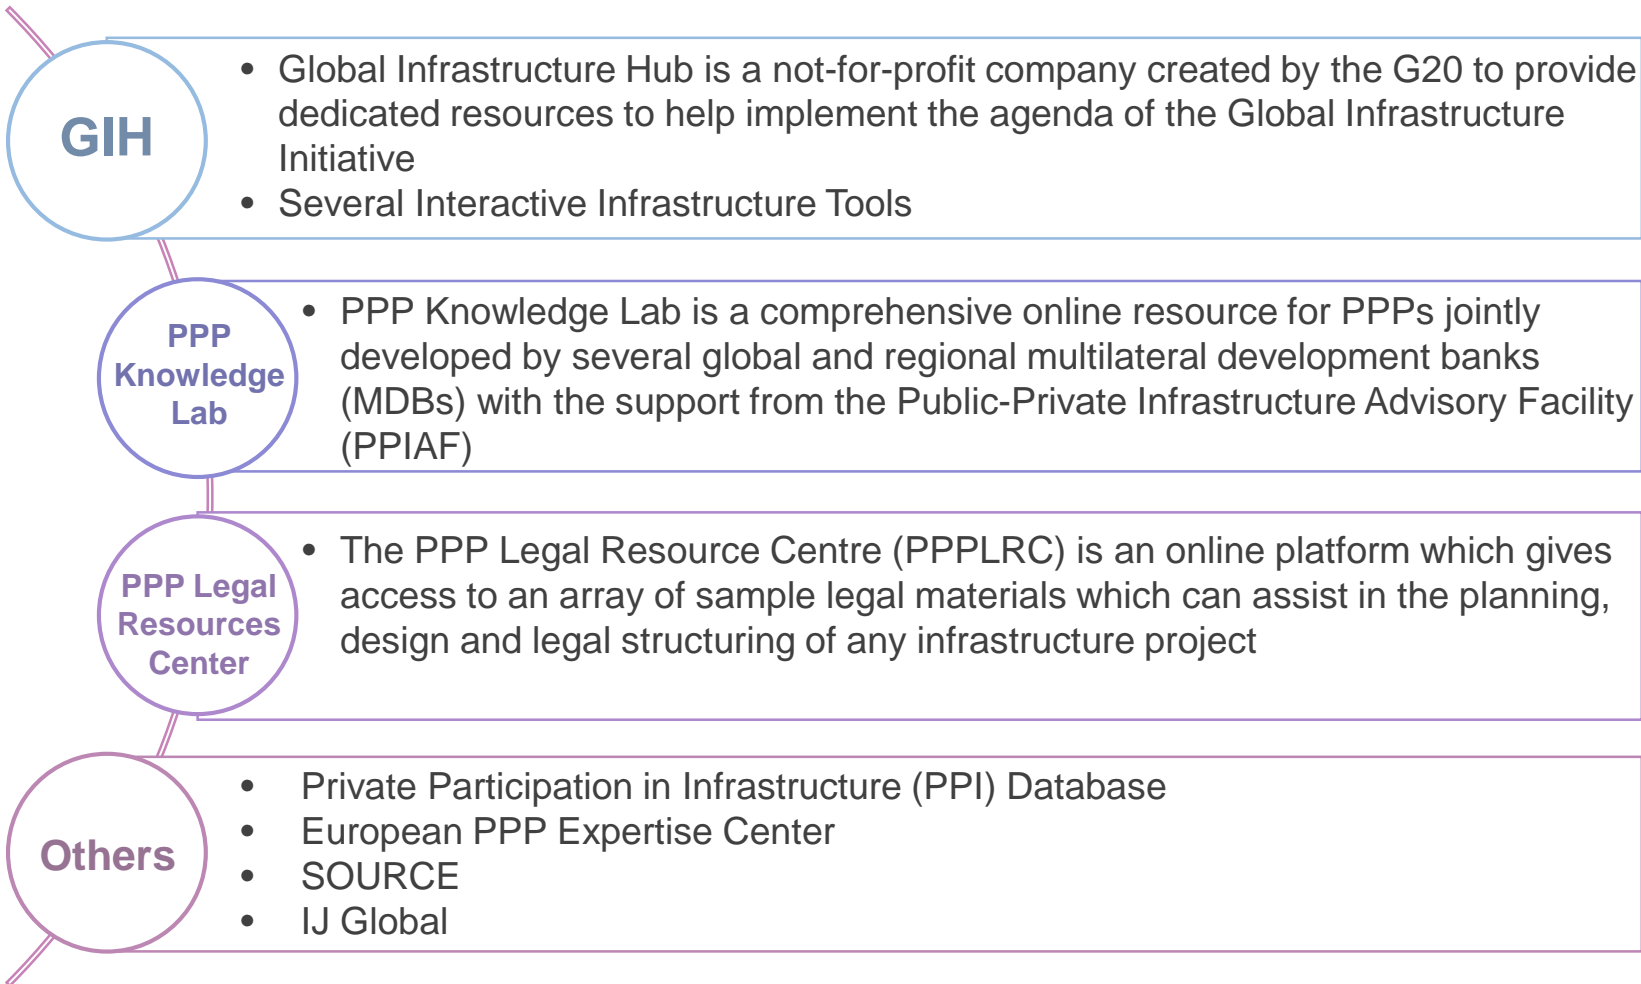 GIH
• Global Infrastructure Hub is a not-for-profit company created by the G20 to provide
dedicated resources to help implement the agenda of the Global Infrastructure
Initiative
• Several Interactive Infrastructure Tools
PPP
Knowledge
Lab
• PPP Knowledge Lab is a comprehensive online resource for PPPs jointly
developed by several global and regional multilateral development banks
(MDBs) with the support from the Public-Private Infrastructure Advisory Facility
(PPIAF)
PPP Legal
Resources
Center
• The PPP Legal Resource Centre (PPPLRC) is an online platform which gives
access to an array of sample legal materials which can assist in the planning,
design and legal structuring of any infrastructure project
Others
• Private Participation in Infrastructure (PPI) Database
• European PPP Expertise Center
• SOURCE
• IJ Global